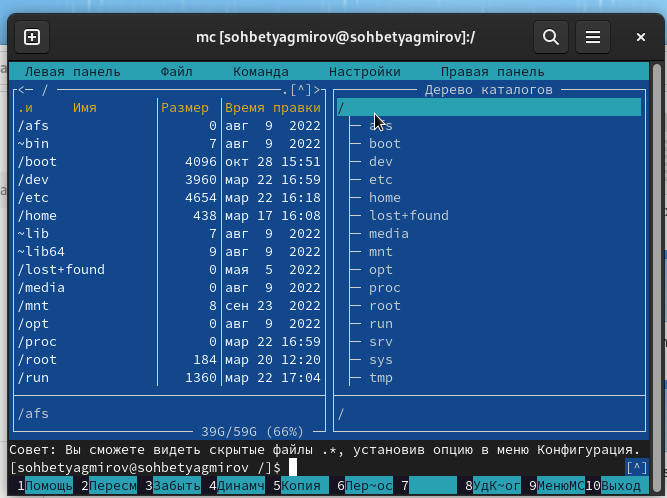 mc [sohbetyagmirov@sohbetyagmirov]:/
Левая панель Файл Команда Настройки Правая панель
<— / .[^]> Дерево каталогов
.и Имя Размер Время правки /
/afs 0 авг 9 2022 afs
~bin 7 авг 9 2022 boot
/boot 4096 окт 28 15:51 dev
/dev 3960 мар 22 16:59 etc
/etc 4654 мар 22 16:18 home
/home 438 мар 17 16:08 lost+found
~lib 7 авг 9 2022 media
~lib64 9 авг 9 2022 mnt
/lost+found 0 мая 5 2022 opt
/media 0 авг 9 2022 proc
/mnt 8 сен 23 2022 root
/opt 0 авг 9 2022 run
/proc 0 мар 22 16:59 srv
/root 184 мар 20 12:20 sys
/run 1360 мар 22 17:04 tmp
/afs /
39G/59G (66%)
Совет: Вы сможете видеть скрытые файлы .*, установив опцию в меню Конфигурация.
[sohbetyagmirov@sohbetyagmirov /]$ [^]
1Помощь 2Пересм 3Забыть 4Динамч 5Копия 6Пер~ос 7 8УдК~ог 9МенюMC 10Выход